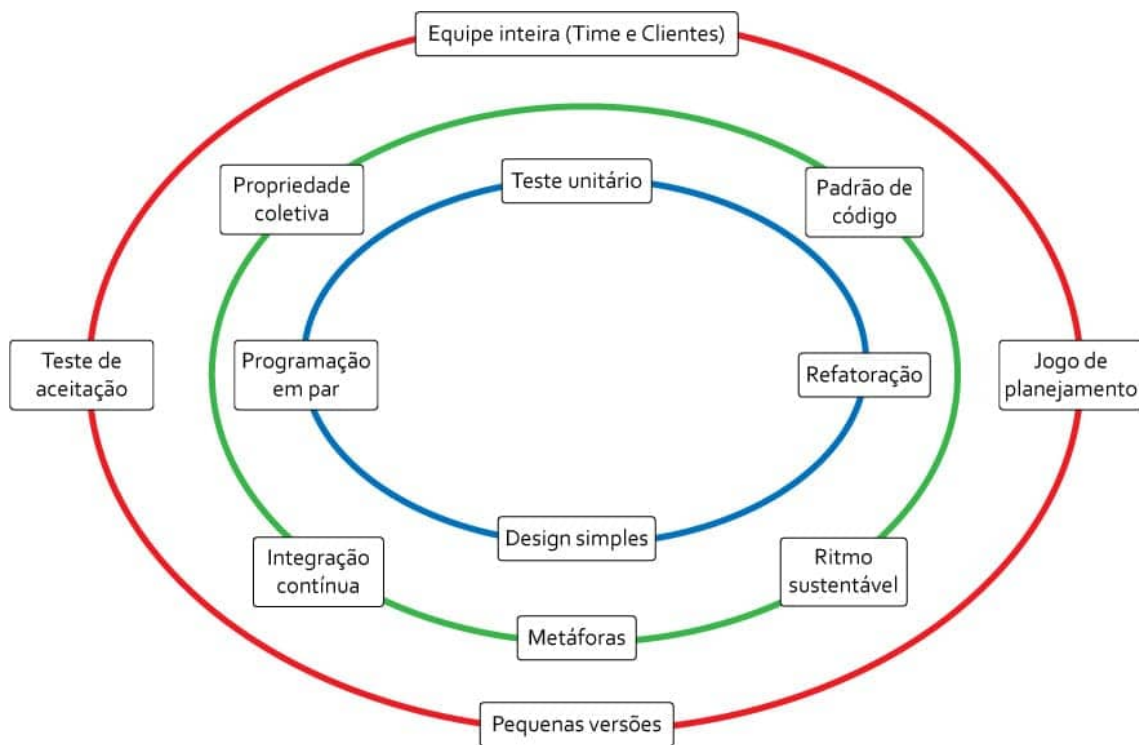 Equipe inteira (Time e Clientes)
Propriedade
coletiva
Teste unitário
Padrão de
código
Teste de
aceitação
Programação
em par
Refatoração
Jogo de
planejamento
Integração
contínua
Design simples
Ritmo
sustentável
Metáforas
Pequenas versões